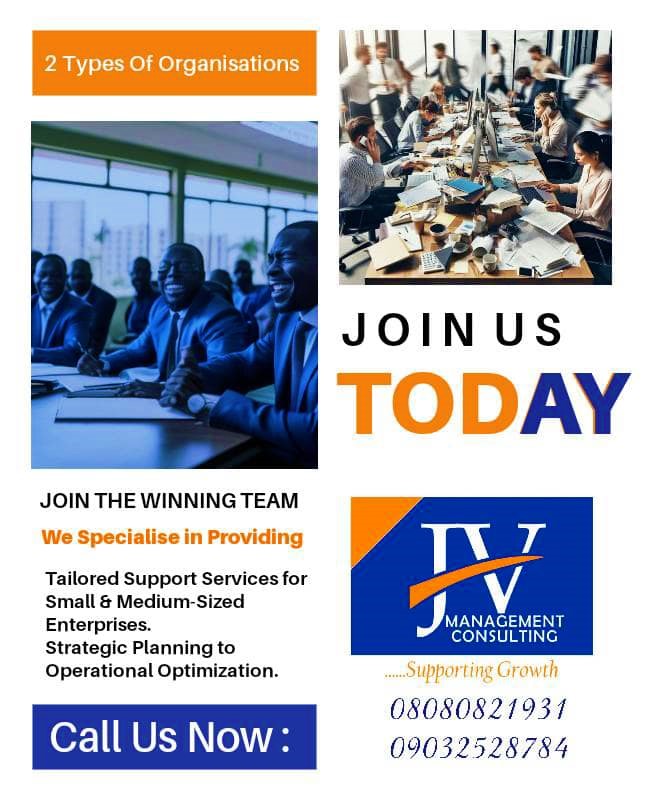 2 Types Of Organisations
JOIN US
TODAY
JOIN THE WINNING TEAM
We Specialise in Providing
Tailored Support Services for
Small & Medium-Sized
Enterprises.
Strategic Planning to
Operational Optimization.
Call Us Now :
JV
MANAGEMENT
CONSULTING
......Supporting Growth
08080821931
09032528784